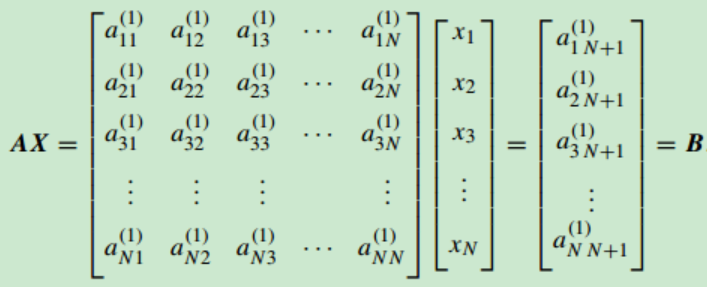 a_{11}^{(1)} a_{12}^{(1)} a_{13}^{(1)} ⋯ a_{1N}^{(1)} x_1 a_{1 N+1}^{(1)}
a_{21}^{(1)} a_{22}^{(1)} a_{23}^{(1)} ⋯ a_{2N}^{(1)} x_2 a_{2 N+1}^{(1)}
AX = a_{31}^{(1)} a_{32}^{(1)} a_{33}^{(1)} ⋯ a_{3N}^{(1)} x_3 = a_{3 N+1}^{(1)} = B
⋮ ⋮ ⋮ ⋮ ⋮ ⋮
a_{N1}^{(1)} a_{N2}^{(1)} a_{N3}^{(1)} ⋯ a_{NN}^{(1)} x_N a_{N N+1}^{(1)}